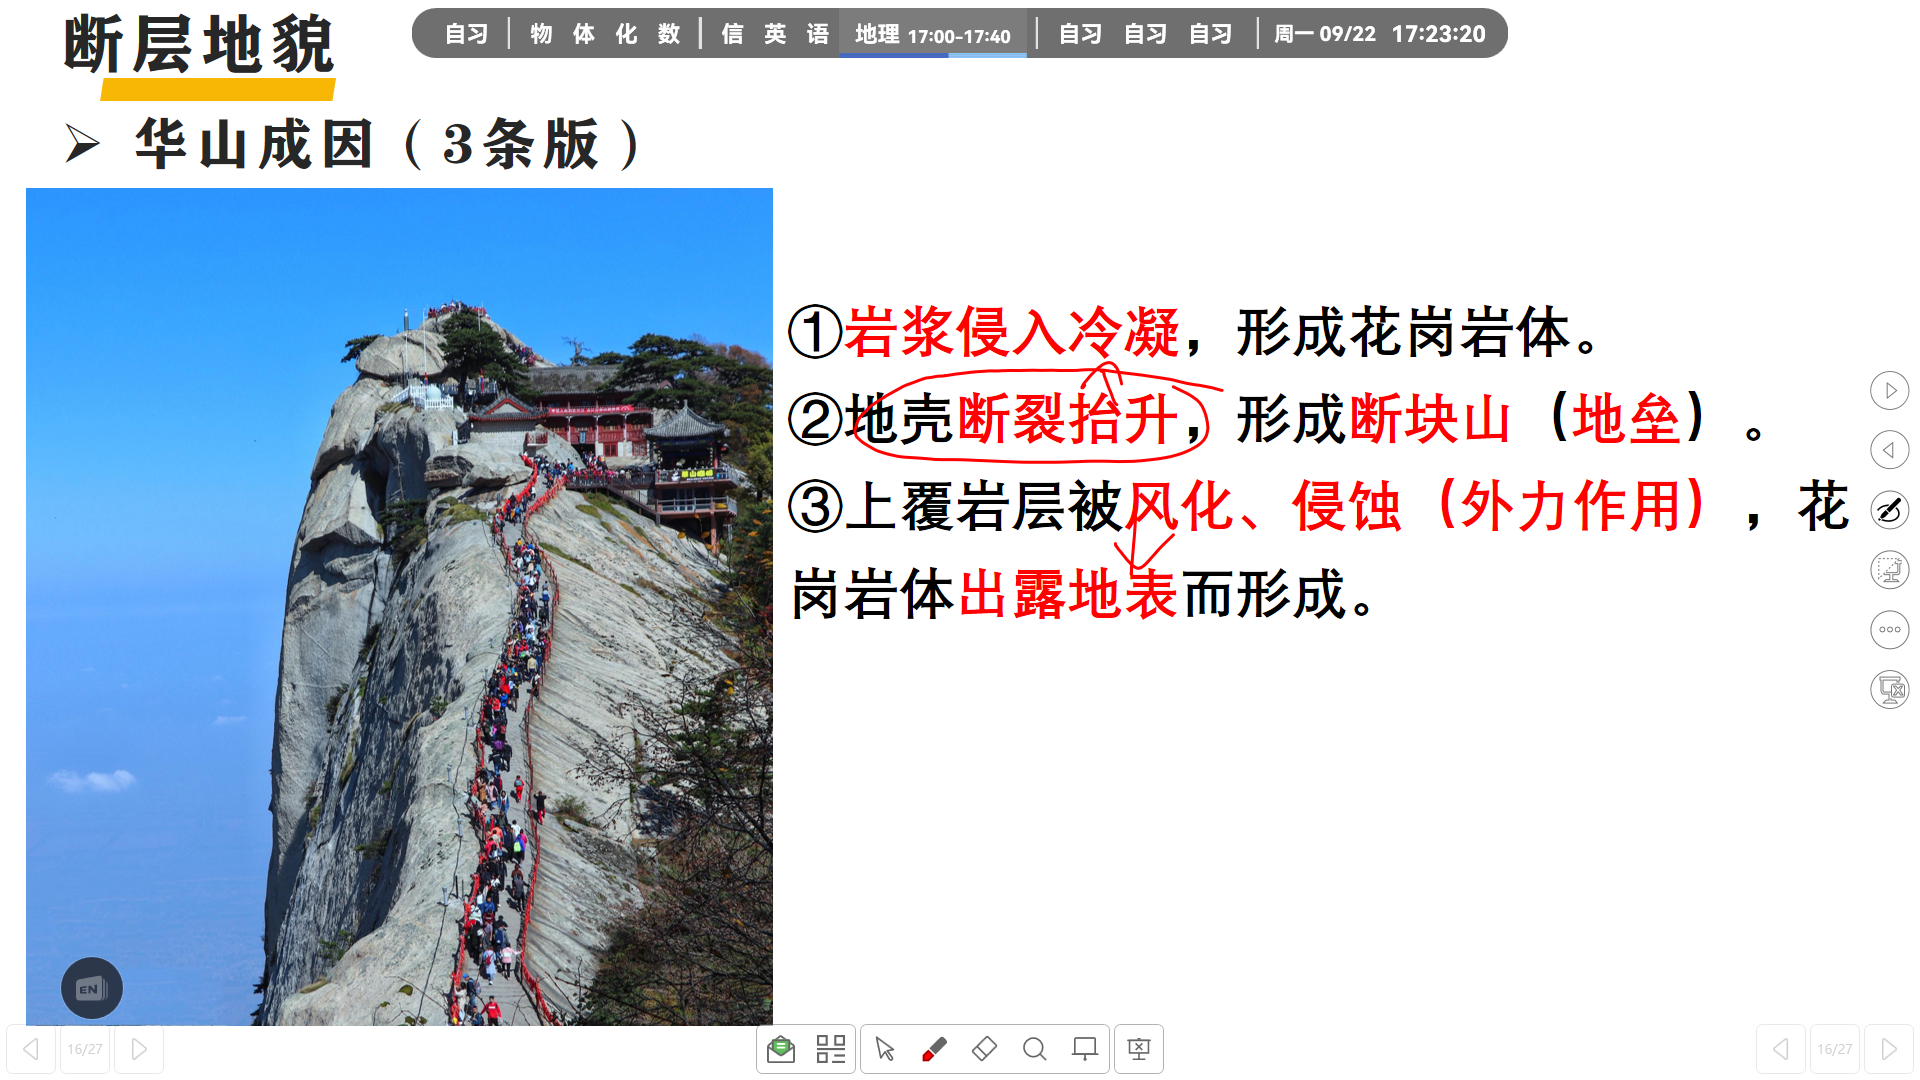 断层地貌
自习 | 物 体 化 数 | 信 英 语 地理 17:00-17:40 | 自习 自习 自习 | 周一 09/22 17:23:20
➢ 华山成因（3条版）
①岩浆侵入冷凝，形成花岗岩体。
②地壳断裂抬升，形成断块山（地垒）。
③上覆岩层被风化、侵蚀（外力作用），花
岗岩体出露地表而形成。
EN
16/27
16/27